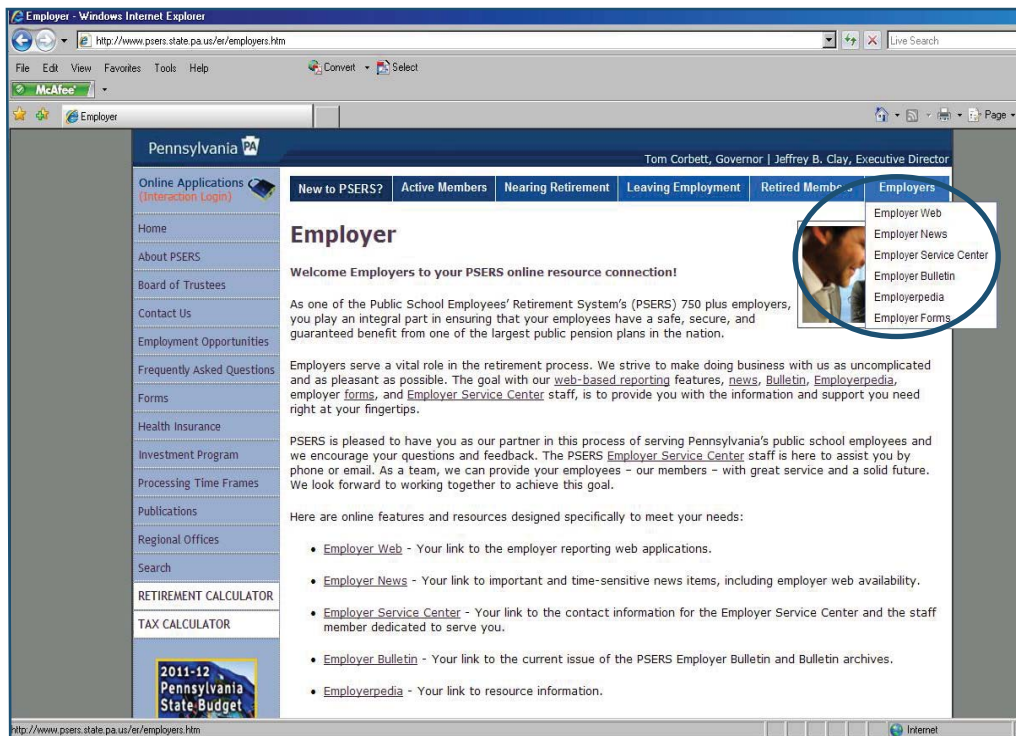 Employer - Windows Internet Explorer
http://www.psers.state.pa.us/er/employers.htm
Live Search
File Edit View Favorites Tools Help
Convert Select
McAfee
Employer
Page
Pennsylvania PA
Tom Corbett, Governor | Jeffrey B. Clay, Executive Director
Online Applications
(Interaction Login)
New to PSERS? Active Members Nearing Retirement Leaving Employment Retired Members Employers
Employer Web
Employer News
Employer Service Center
Employer Bulletin
Employerpedia
Employer Forms
Home
About PSERS
Board of Trustees
Contact Us
Employment Opportunities
Frequently Asked Questions
Forms
Health Insurance
Investment Program
Processing Time Frames
Publications
Regional Offices
Search
RETIREMENT CALCULATOR
TAX CALCULATOR
2011-12
Pennsylvania
State Budget
Employer
Welcome Employers to your PSERS online resource connection!
As one of the Public School Employees' Retirement System's (PSERS) 750 plus employers,
you play an integral part in ensuring that your employees have a safe, secure, and
guaranteed benefit from one of the largest public pension plans in the nation.
Employers serve a vital role in the retirement process. We strive to make doing business with us as uncomplicated
and as pleasant as possible. The goal with our web-based reporting features, news, Bulletin, Employerpedia,
employer forms, and Employer Service Center staff, is to provide you with the information and support you need
right at your fingertips.
PSERS is pleased to have you as our partner in this process of serving Pennsylvania's public school employees and
we encourage your questions and feedback. The PSERS Employer Service Center staff is here to assist you by
phone or email. As a team, we can provide your employees – our members – with great service and a solid future.
We look forward to working together to achieve this goal.
Here are online features and resources designed specifically to meet your needs:
• Employer Web - Your link to the employer reporting web applications.
• Employer News - Your link to important and time-sensitive news items, including employer web availability.
• Employer Service Center - Your link to the contact information for the Employer Service Center and the staff
member dedicated to serve you.
• Employer Bulletin - Your link to the current issue of the PSERS Employer Bulletin and Bulletin archives.
• Employerpedia - Your link to resource information.
http://www.psers.state.pa.us/er/employers.htm
Internet